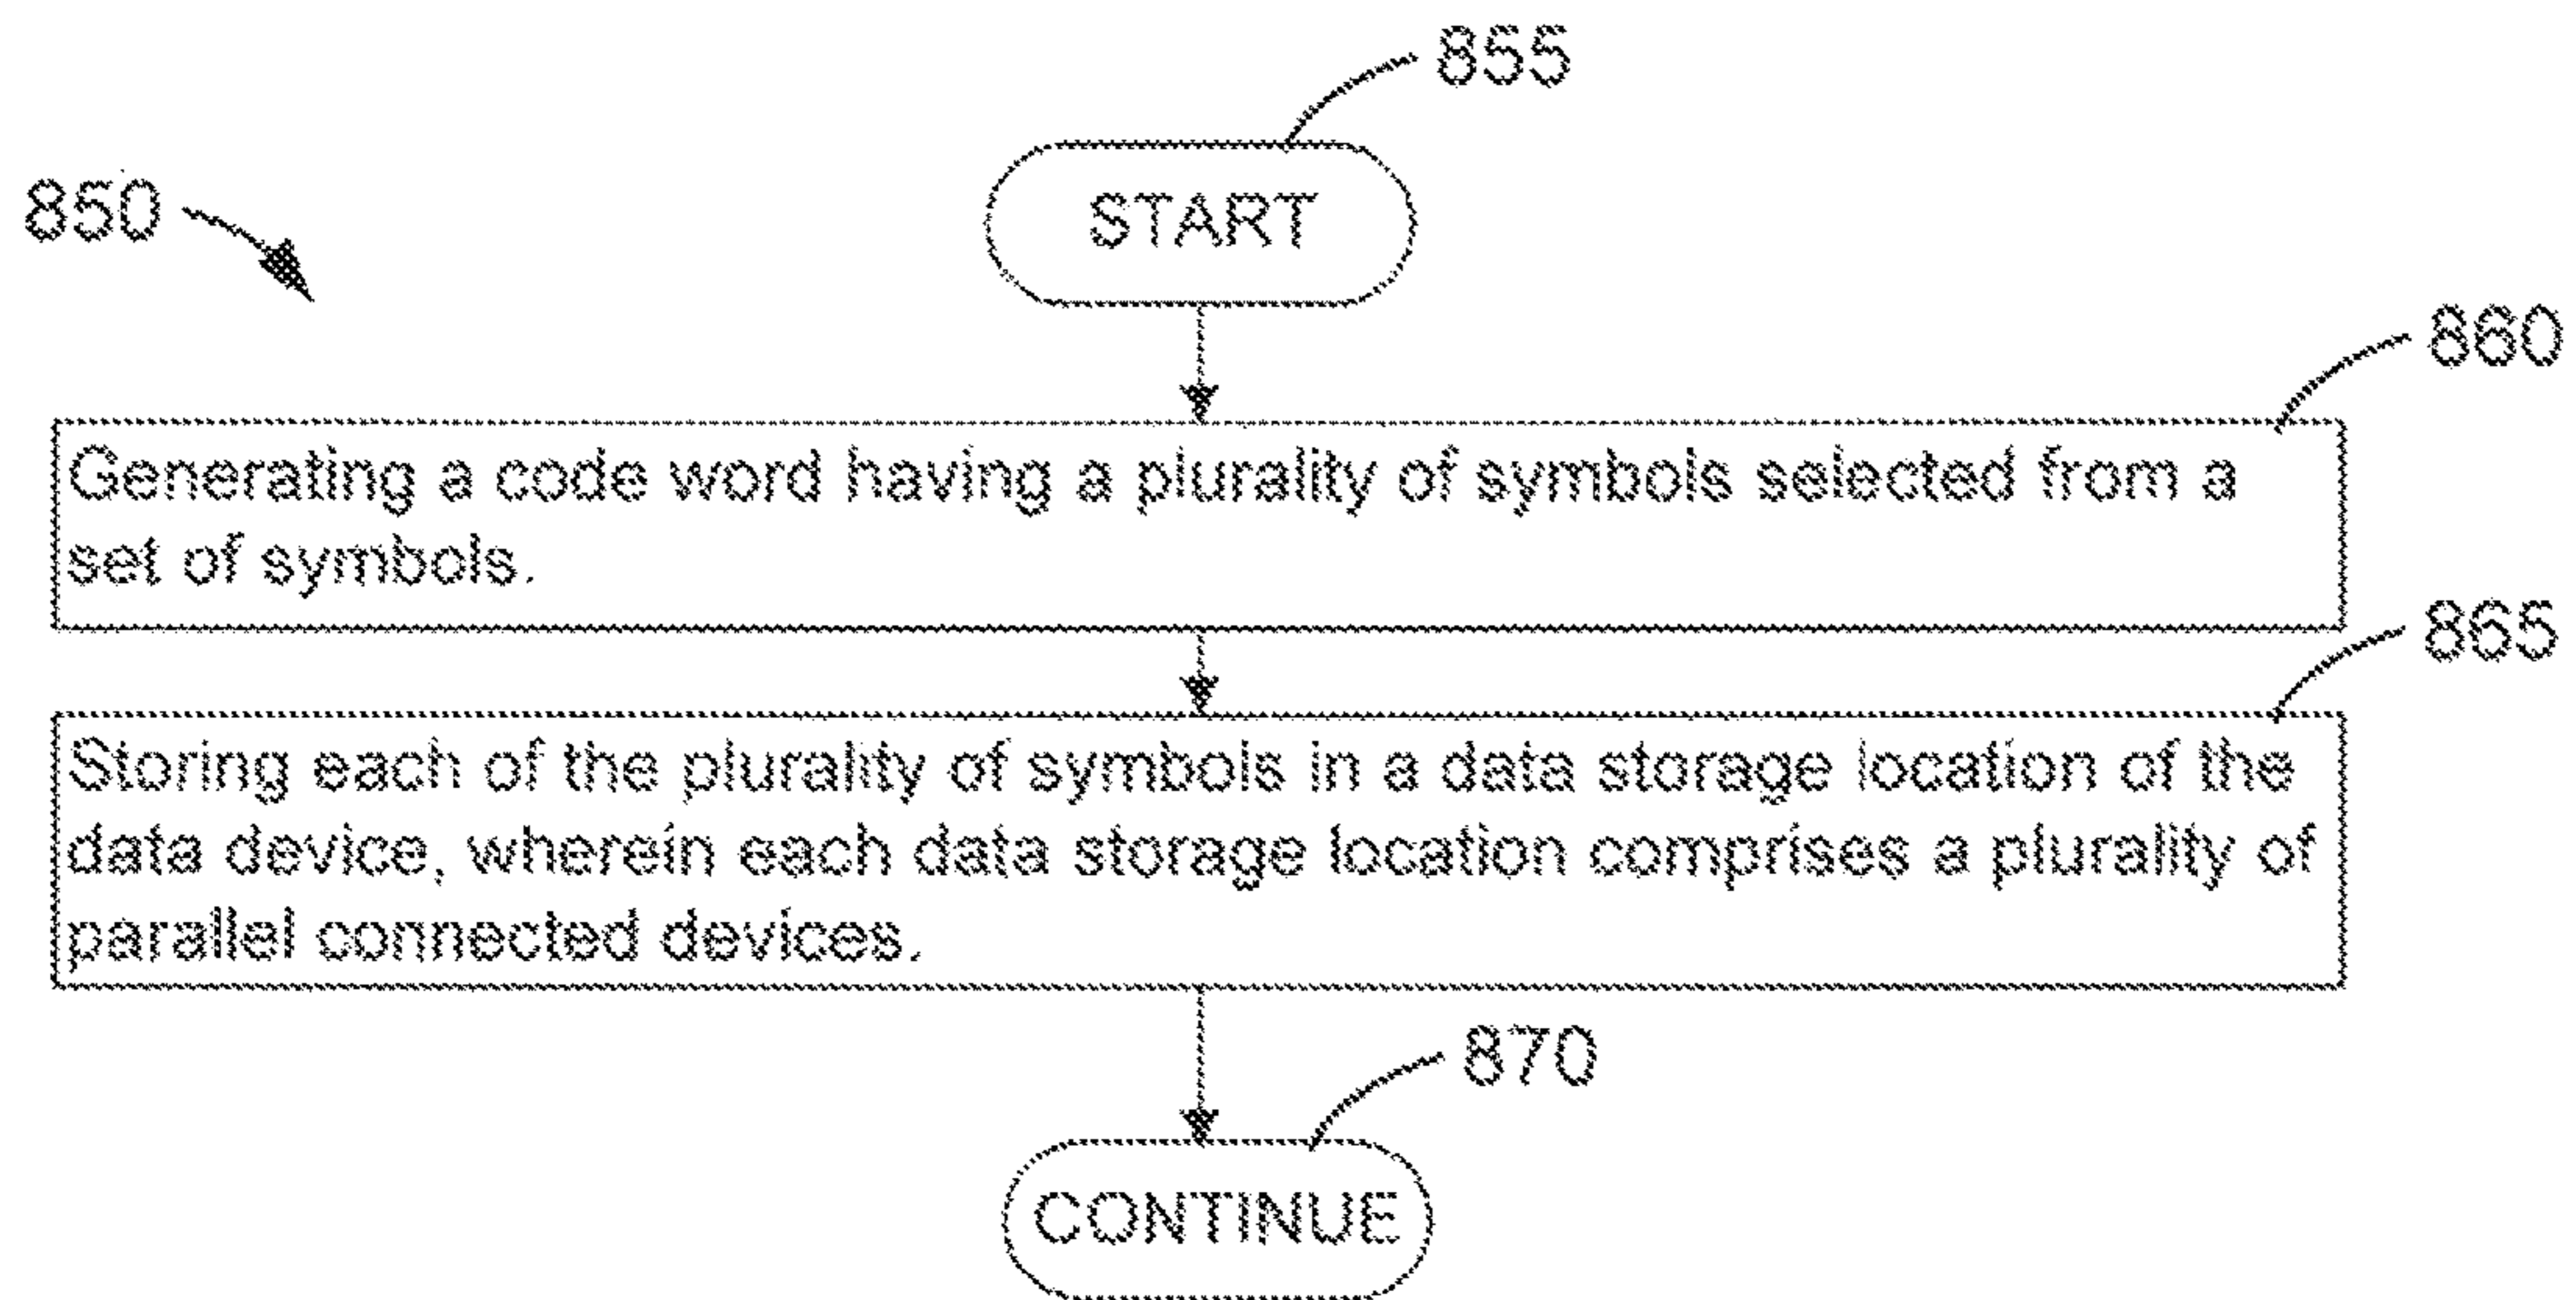 855
850
START
860
Generating a code word having a plurality of symbols selected from a
set of symbols.
865
Storing each of the plurality of symbols in a data storage location of the
data device, wherein each data storage location comprises a plurality of
parallel connected devices.
870
CONTINUE